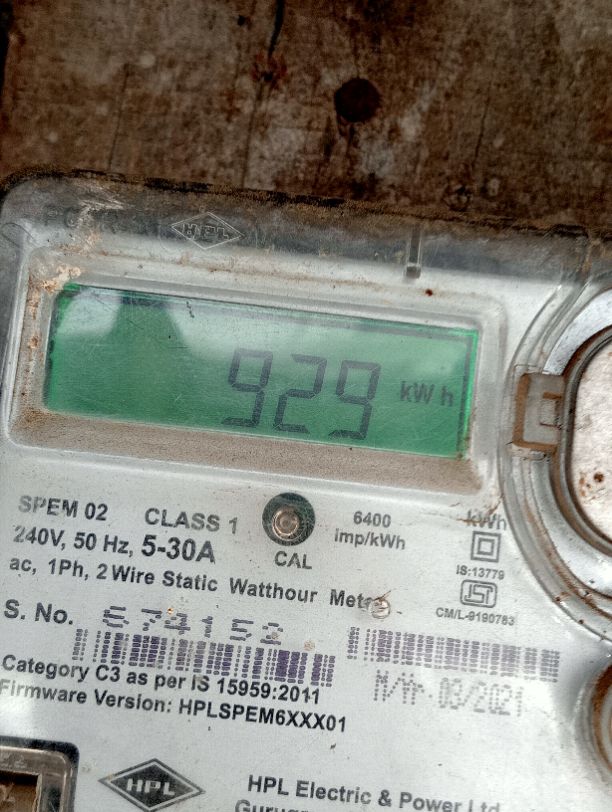 HPL
929 kWh
SPEM 02 CLASS 1 6400 kWh
240V, 50 Hz, 5-30A imp/kWh
CAL
IS:13779
ac, 1Ph, 2 Wire Static Watthour Meter
CM/L-9190783
S. No. 674152
M/Yr. 03/2021
Category C3 as per IS 15959:2011
Firmware Version: HPLSPEM6XXX01
HPL HPL Electric & Power Ltd